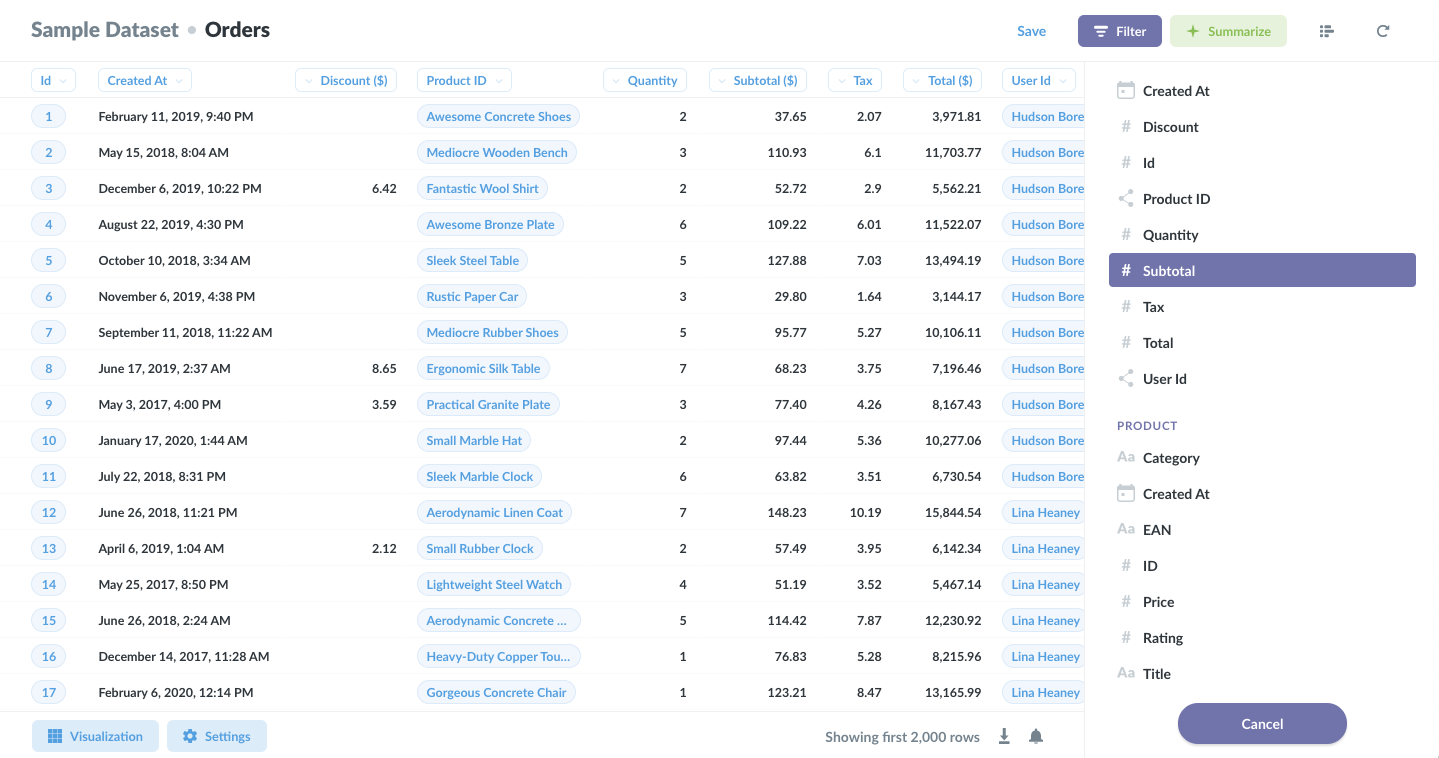 Sample Dataset • Orders
Save Filter Summarize
Id Created At Discount ($) Product ID Quantity Subtotal ($) Tax Total ($) User Id
1 February 11, 2019, 9:40 PM Awesome Concrete Shoes 2 37.65 2.07 3,971.81 Hudson Bore
2 May 15, 2018, 8:04 AM Mediocre Wooden Bench 3 110.93 6.1 11,703.77 Hudson Bore
3 December 6, 2019, 10:22 PM 6.42 Fantastic Wool Shirt 2 52.72 2.9 5,562.21 Hudson Bore
4 August 22, 2019, 4:30 PM Awesome Bronze Plate 6 109.22 6.01 11,522.07 Hudson Bore
5 October 10, 2018, 3:34 AM Sleek Steel Table 5 127.88 7.03 13,494.19 Hudson Bore
6 November 6, 2019, 4:38 PM Rustic Paper Car 3 29.80 1.64 3,144.17 Hudson Bore
7 September 11, 2018, 11:22 AM Mediocre Rubber Shoes 5 95.77 5.27 10,106.11 Hudson Bore
8 June 17, 2019, 2:37 AM 8.65 Ergonomic Silk Table 7 68.23 3.75 7,196.46 Hudson Bore
9 May 3, 2017, 4:00 PM 3.59 Practical Granite Plate 3 77.40 4.26 8,167.43 Hudson Bore
10 January 17, 2020, 1:44 AM Small Marble Hat 2 97.44 5.36 10,277.06 Hudson Bore
11 July 22, 2018, 8:31 PM Sleek Marble Clock 6 63.82 3.51 6,730.54 Hudson Bore
12 June 26, 2018, 11:21 PM Aerodynamic Linen Coat 7 148.23 10.19 15,844.54 Lina Heaney
13 April 6, 2019, 1:04 AM 2.12 Small Rubber Clock 2 57.49 3.95 6,142.34 Lina Heaney
14 May 25, 2017, 8:50 PM Lightweight Steel Watch 4 51.19 3.52 5,467.14 Lina Heaney
15 June 26, 2018, 2:24 AM Aerodynamic Concrete ... 5 114.42 7.87 12,230.92 Lina Heaney
16 December 14, 2017, 11:28 AM Heavy-Duty Copper Tou... 1 76.83 5.28 8,215.96 Lina Heaney
17 February 6, 2020, 12:14 PM Gorgeous Concrete Chair 1 123.21 8.47 13,165.99 Lina Heaney
Visualization Settings Showing first 2,000 rows
Created At
# Discount
# Id
Product ID
# Quantity
# Subtotal
# Tax
# Total
User Id
PRODUCT
Aa Category
Created At
Aa EAN
# ID
# Price
# Rating
Aa Title
Cancel